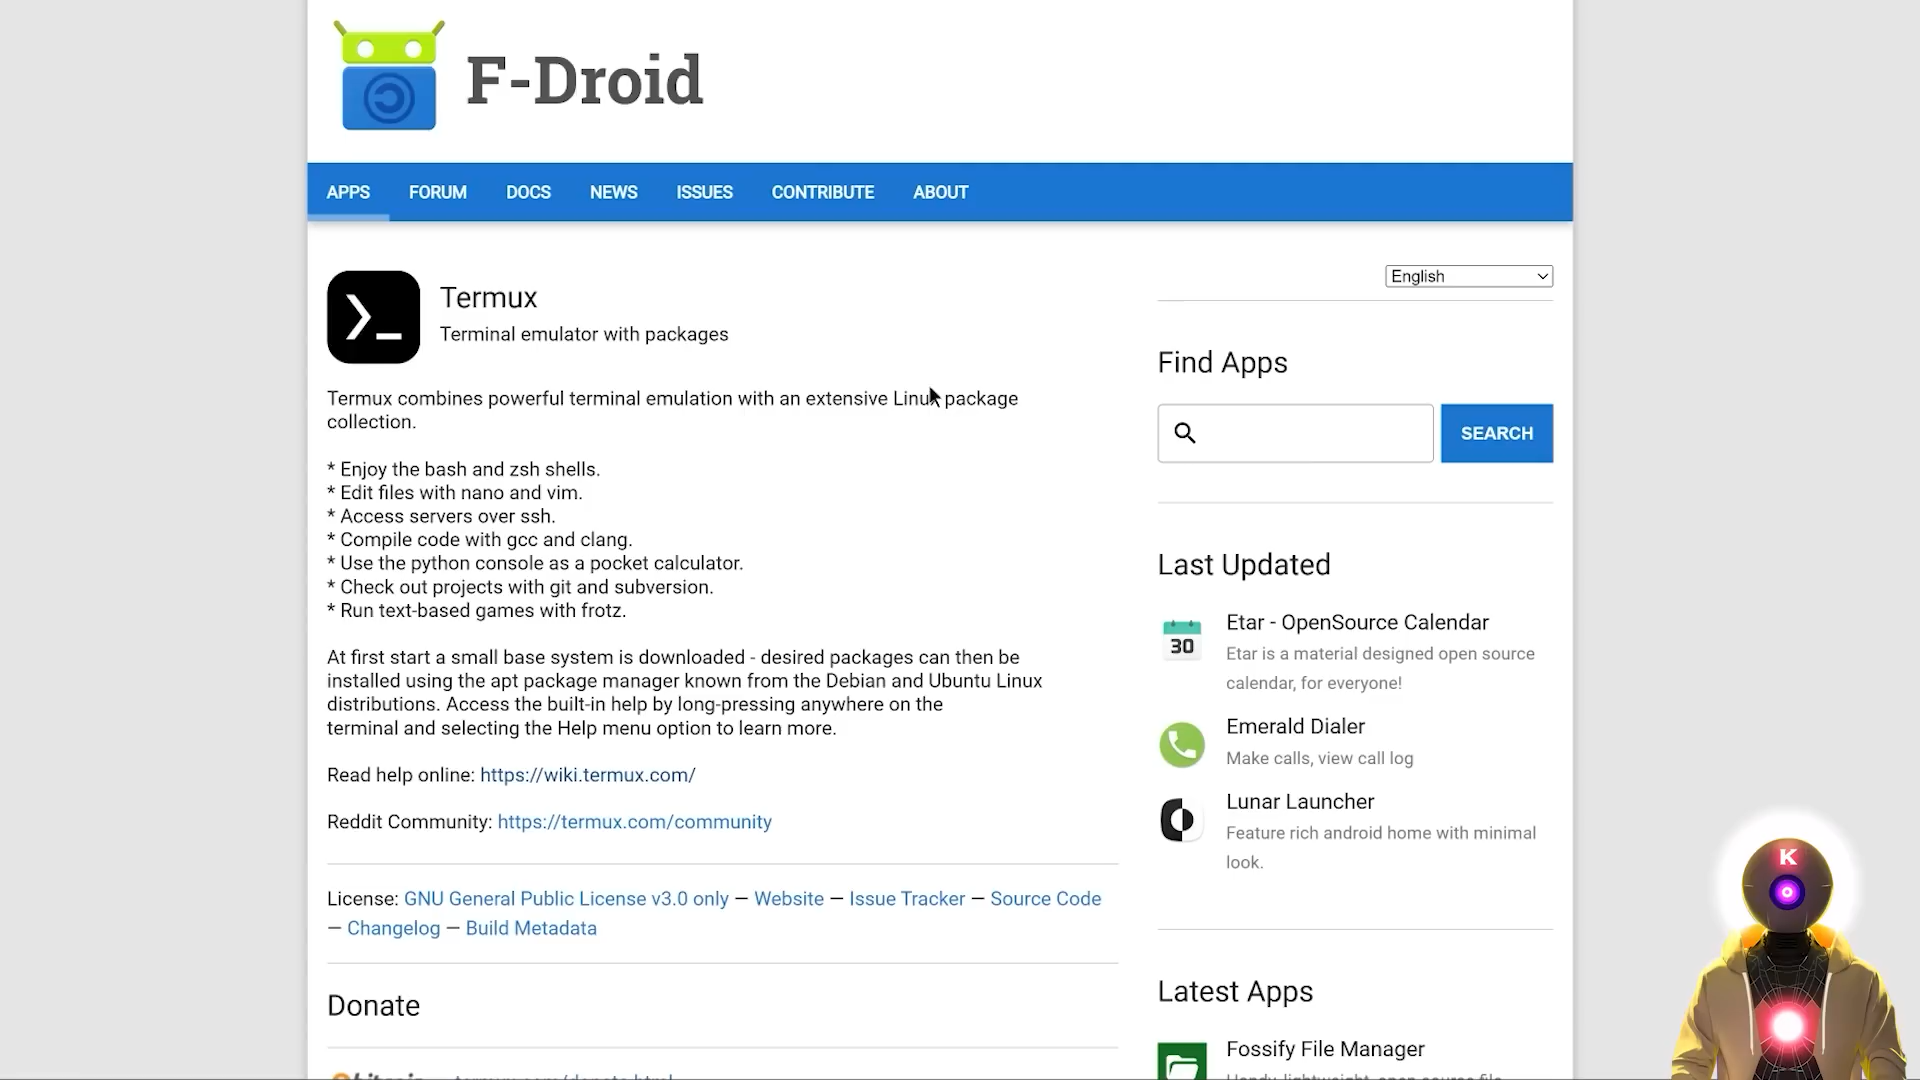 F-Droid
APPS FORUM DOCS NEWS ISSUES CONTRIBUTE ABOUT
Termux
Terminal emulator with packages
Termux combines powerful terminal emulation with an extensive Linux package
collection.
* Enjoy the bash and zsh shells.
* Edit files with nano and vim.
* Access servers over ssh.
* Compile code with gcc and clang.
* Use the python console as a pocket calculator.
* Check out projects with git and subversion.
* Run text-based games with frotz.
At first start a small base system is downloaded - desired packages can then be
installed using the apt package manager known from the Debian and Ubuntu Linux
distributions. Access the built-in help by long-pressing anywhere on the
terminal and selecting the Help menu option to learn more.
Read help online: https://wiki.termux.com/
Reddit Community: https://termux.com/community
License: GNU General Public License v3.0 only — Website — Issue Tracker — Source Code
— Changelog — Build Metadata
Donate
English
Find Apps
SEARCH
Last Updated
30
Etar - OpenSource Calendar
Etar is a material designed open source
calendar, for everyone!
Emerald Dialer
Make calls, view call log
Lunar Launcher
Feature rich android home with minimal
look.
Latest Apps
Fossify File Manager
K